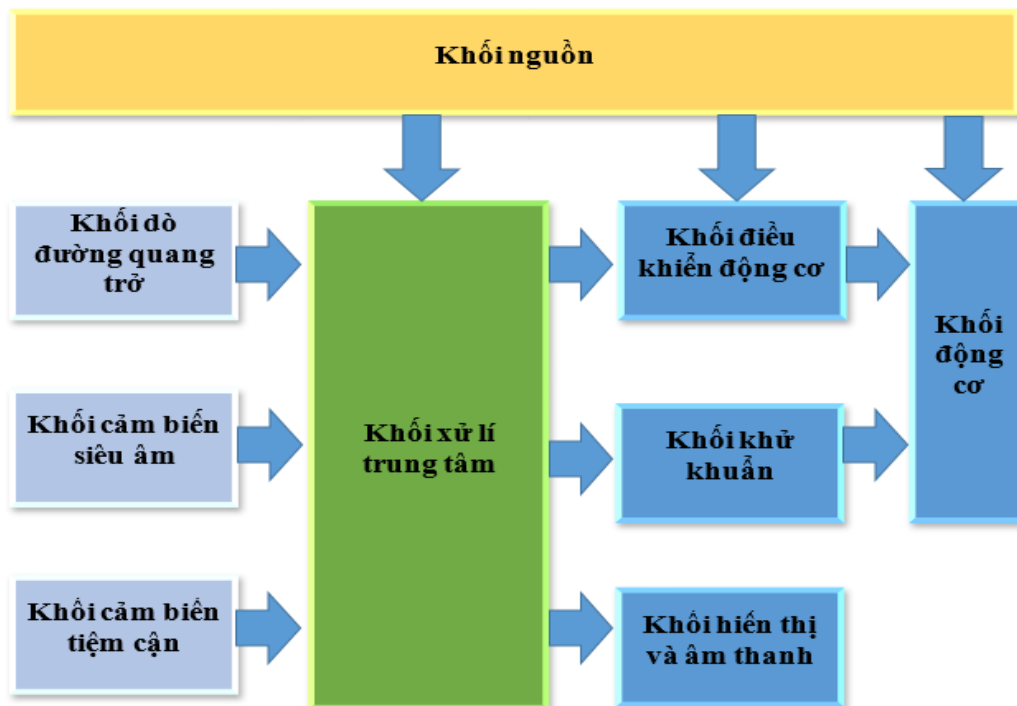 Khối nguồn
Khối dò
đường quang
trở
Khối điều
khiển động cơ
Khối
động
cơ
Khối cảm biến
siêu âm
Khối xử lí
trung tâm
Khối khử
khuẩn
Khối cảm biến
tiệm cận
Khối hiển thị
và âm thanh